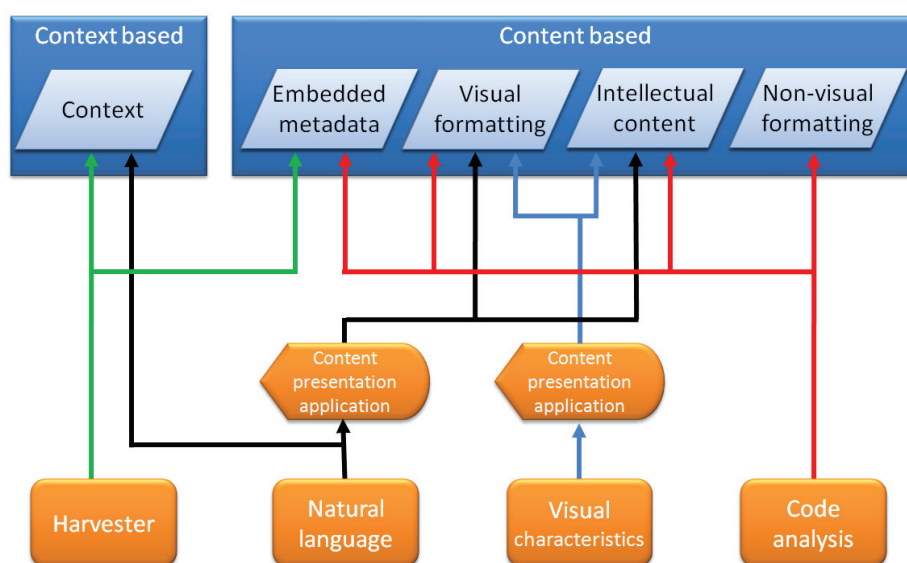 Context based
Content based
Context
Embedded
metadata
Visual
formatting
Intellectual
content
Non-visual
formatting
Content
presentation
application
Content
presentation
application
Harvester
Natural
language
Visual
characteristics
Code
analysis